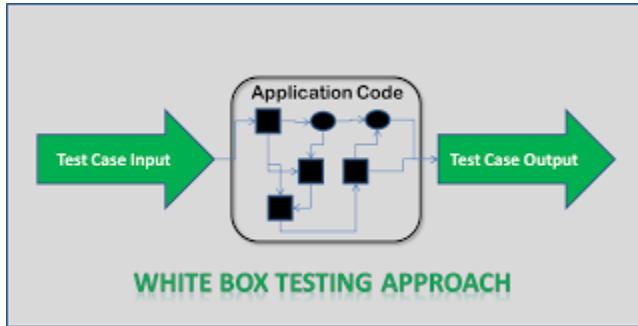 Application Code
Test Case Input
Test Case Output
WHITE BOX TESTING APPROACH